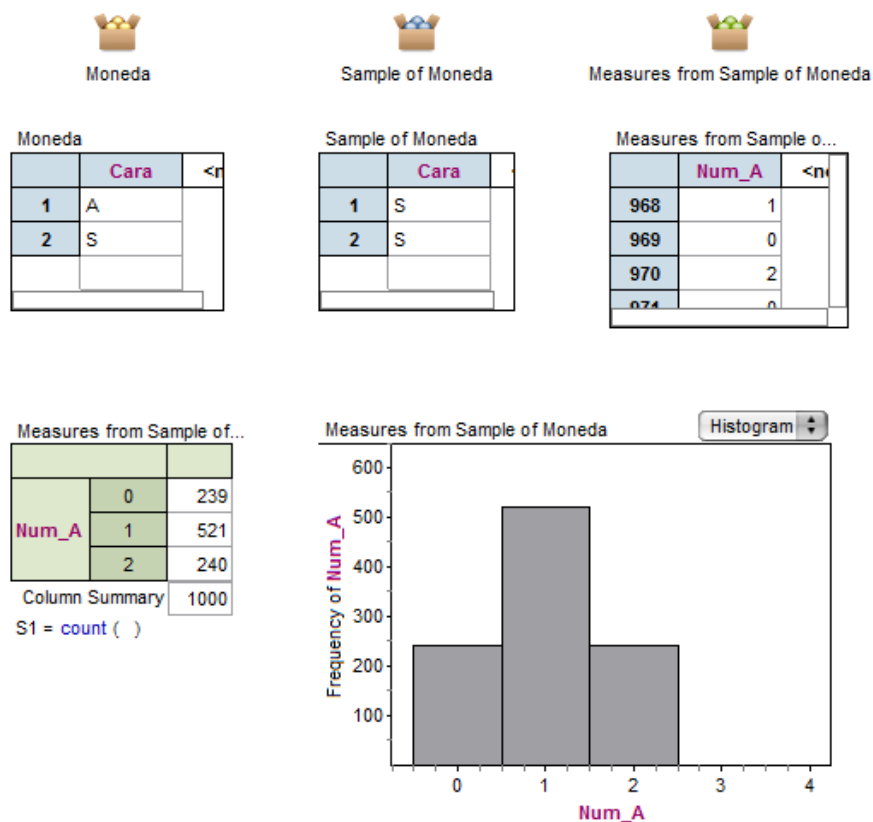 Moneda
Sample of Moneda
Measures from Sample of Moneda
Moneda
Cara <n
1 A
2 S
Sample of Moneda
Cara
1 S
2 S
Measures from Sample o...
Num_A <ne
968 1
969 0
970 2
971 0
Measures from Sample of...
Num_A
0 239
1 521
2 240
Column Summary 1000
S1 = count ( )
Measures from Sample of Moneda
Histogram
Frequency of Num_A
600
500
400
300
200
100
0 1 2 3 4
Num_A